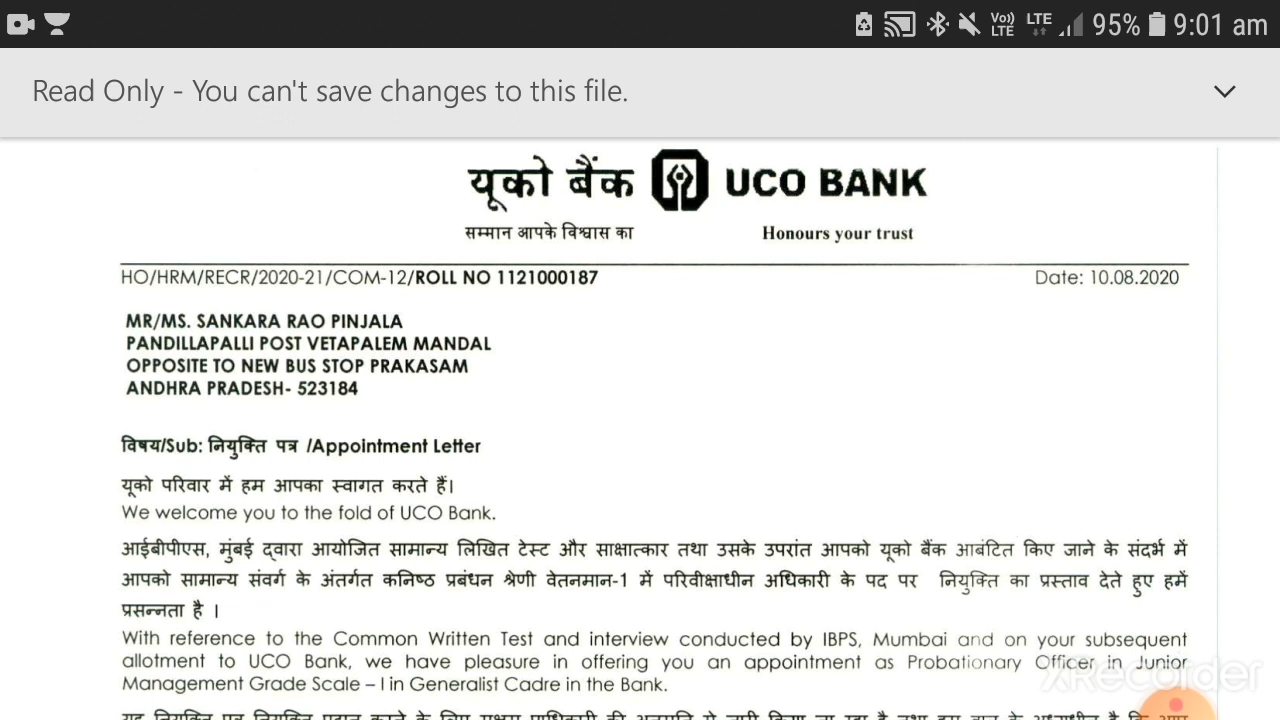 Vo)) LTE LTE 95% 9:01 am
Read Only - You can't save changes to this file.
यूको बैंक UCO BANK
सम्मान आपके विश्वास का Honours your trust
HO/HRM/RECR/2020-21/COM-12/ROLL NO 1121000187 Date: 10.08.2020
MR/MS. SANKARA RAO PINJALA
PANDILLAPALLI POST VETAPALEM MANDAL
OPPOSITE TO NEW BUS STOP PRAKASAM
ANDHRA PRADESH- 523184
विषय/Sub: नियुक्ति पत्र /Appointment Letter
यूको परिवार में हम आपका स्वागत करते हैं।
We welcome you to the fold of UCO Bank.
आईबीपीएस, मुंबई द्वारा आयोजित सामान्य लिखित टेस्ट और साक्षात्कार तथा उसके उपरांत आपको यूको बैंक आबंटित किए जाने के संदर्भ में
आपको सामान्य संवर्ग के अंतर्गत कनिष्ठ प्रबंधन श्रेणी वेतनमान-1 में परिवीक्षाधीन अधिकारी के पद पर नियुक्ति का प्रस्ताव देते हुए हमें
प्रसन्नता है ।
With reference to the Common Written Test and interview conducted by IBPS, Mumbai and on your subsequent
allotment to UCO Bank, we have pleasure in offering you an appointment as Probationary Officer in Junior
Management Grade Scale – I in Generalist Cadre in the Bank.
XRecorder